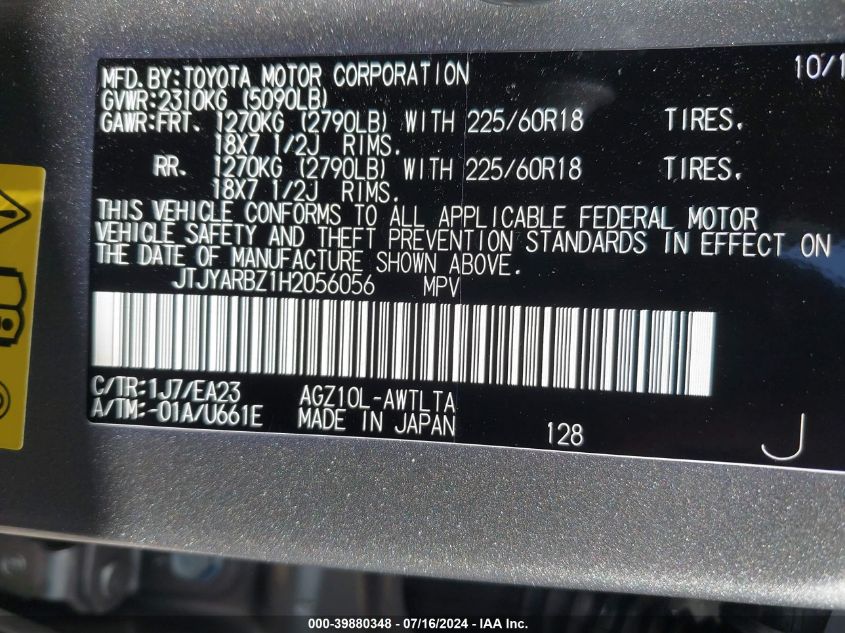 MFD.BY:TOYOTA MOTOR CORPORATION 10/1
GVWR:2310KG (5090LB)
GAWR:FRT. 1270KG (2790LB) WITH 225/60R18 TIRES.
18X7 1/2J RIMS.
RR. 1270KG (2790LB) WITH 225/60R18 TIRES.
18X7 1/2J RIMS.
THIS VEHICLE CONFORMS TO ALL APPLICABLE FEDERAL MOTOR
VEHICLE SAFETY AND THEFT PREVENTION STANDARDS IN EFFECT ON
THE DATE OF MANUFACTURE SHOWN ABOVE.
JTJYARBZ1H2056056 MPV
C/TR:1J7/EA23 AGZ10L-AWTLTA
A/TM:-01A/U661E MADE IN JAPAN 128 J
000-39880348 - 07/16/2024 - IAA Inc.